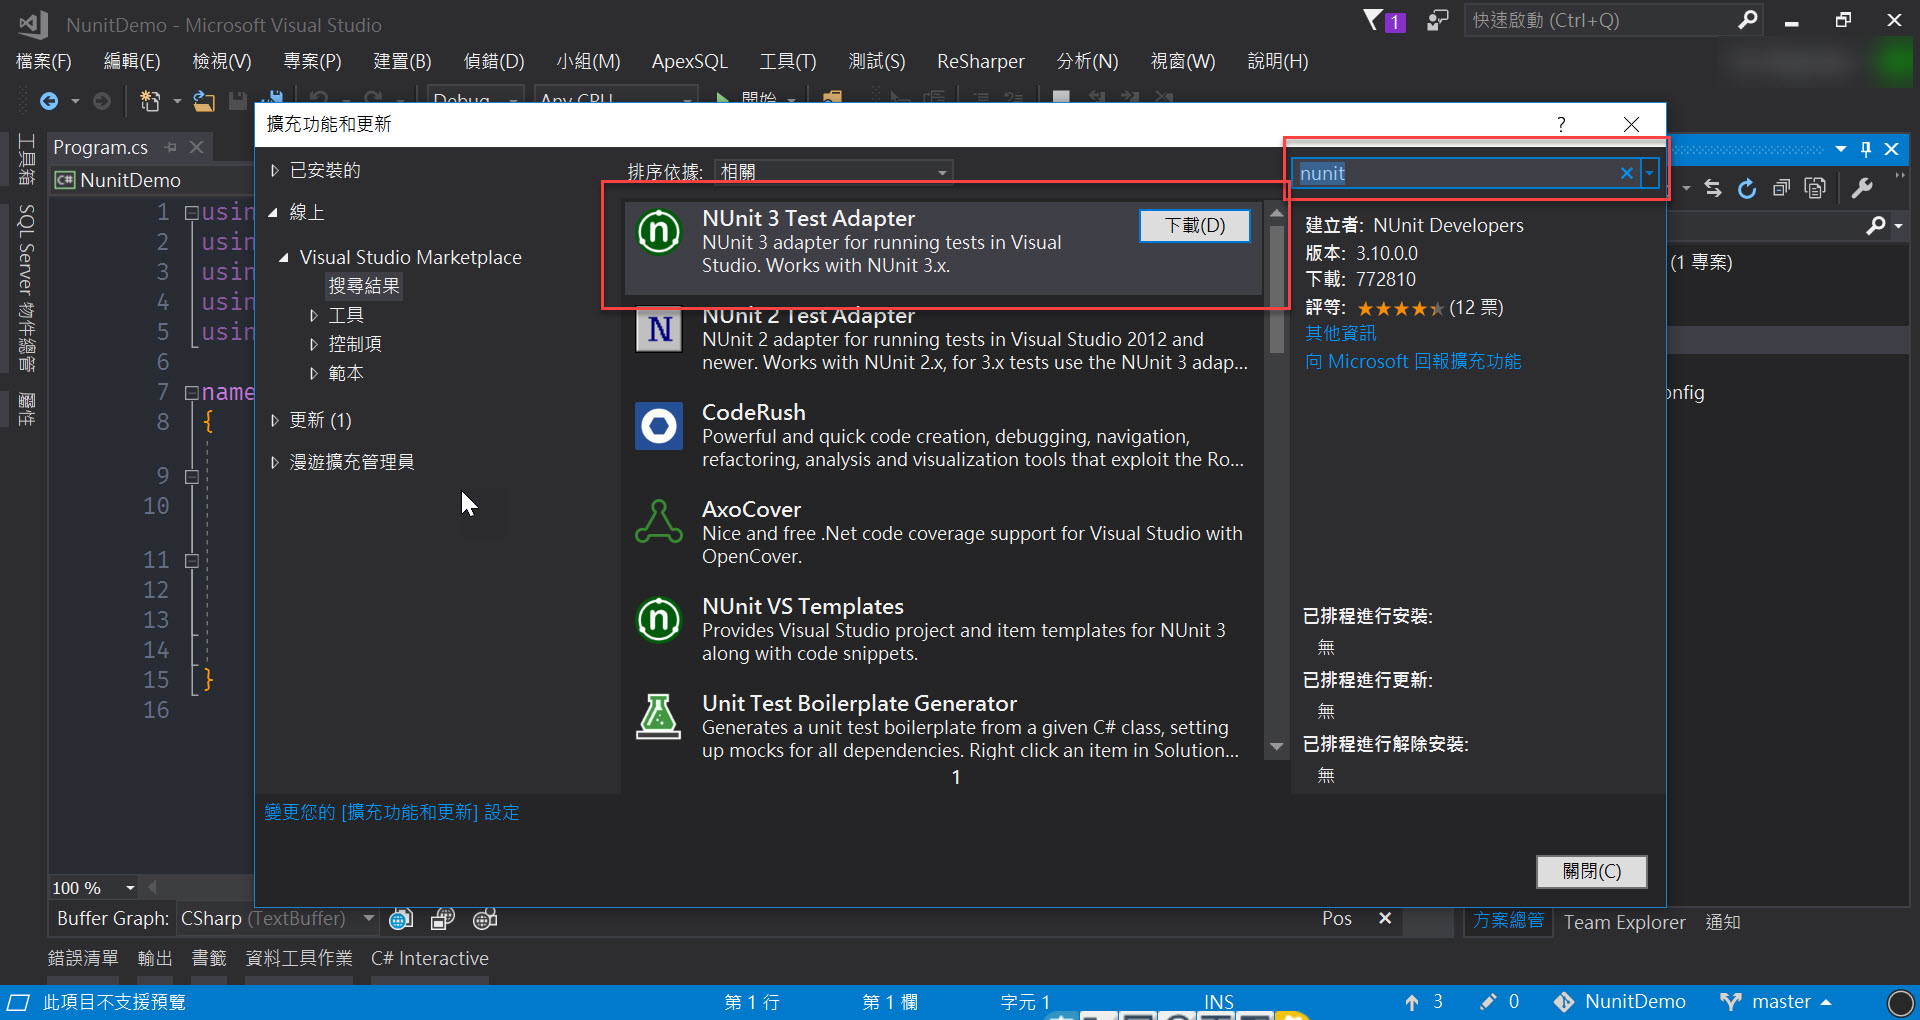 NunitDemo - Microsoft Visual Studio
1
快速啟動 (Ctrl+Q)
檔案(F) 編輯(E) 檢視(V) 專案(P) 建置(B) 偵錯(D) 小組(M) ApexSQL 工具(T) 測試(S) ReSharper 分析(N) 視窗(W) 說明(H)
Debug Any CPU 開始
擴充功能和更新
?
工具箱
SQL Server 物件總管
屬性
Program.cs
C# NunitDemo
1 usin
2 usin
3 usin
4 usin
5 usin
6
7 name
8 {
9
10
11
12
13
14
15 }
16
已安裝的
線上
Visual Studio Marketplace
搜尋結果
工具
控制項
範本
更新 (1)
漫遊擴充管理員
變更您的 [擴充功能和更新] 設定
排序依據: 相關
NUnit 3 Test Adapter
下載(D)
NUnit 3 adapter for running tests in Visual
Studio. Works with NUnit 3.x.
NUnit 2 Test Adapter
NUnit 2 adapter for running tests in Visual Studio 2012 and
newer. Works with NUnit 2.x, for 3.x tests use the NUnit 3 adap...
CodeRush
Powerful and quick code creation, debugging, navigation,
refactoring, analysis and visualization tools that exploit the Ro...
AxoCover
Nice and free .Net code coverage support for Visual Studio with
OpenCover.
NUnit VS Templates
Provides Visual Studio project and item templates for NUnit 3
along with code snippets.
Unit Test Boilerplate Generator
Generates a unit test boilerplate from a given C# class, setting
up mocks for all dependencies. Right click an item in Solution...
1
nunit
建立者: NUnit Developers
版本: 3.10.0.0
下載: 772810
評等: (12 票)
其他資訊
向 Microsoft 回報擴充功能
已排程進行安裝:
無
已排程進行更新:
無
已排程進行解除安裝:
無
關閉(C)
(1 專案)
onfig
100 %
Buffer Graph: CSharp (TextBuffer)
Pos
方案總管 Team Explorer 通知
錯誤清單 輸出 書籤 資料工具作業 C# Interactive
此項目不支援預覽 第 1 行 第 1 欄 字元 1 INS 3 0 NunitDemo master